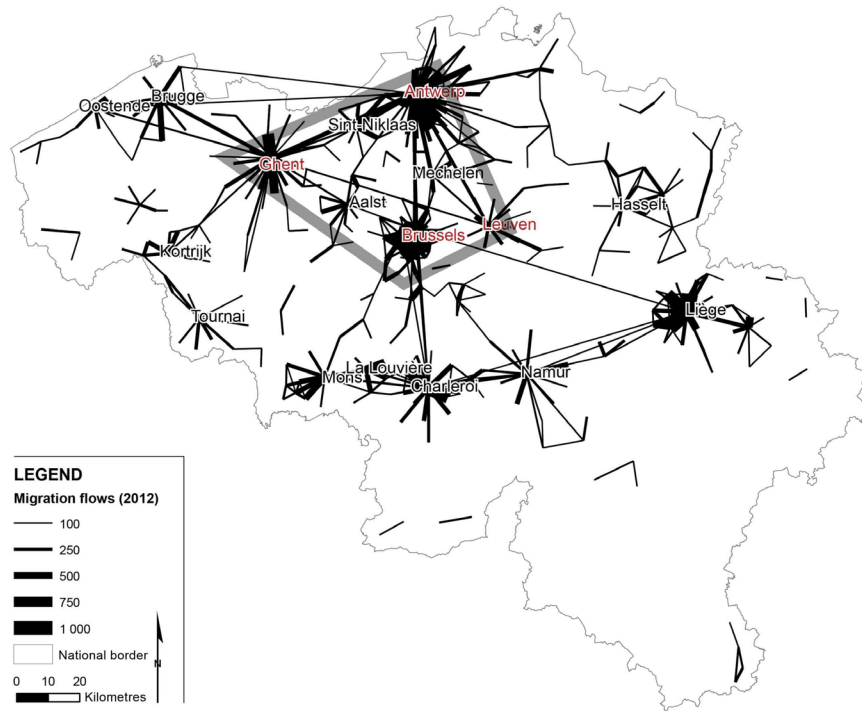 Antwerp
Brugge
Oostende
Sint-Niklaas
Ghent
Mechelen
Aalst
Hasselt
Leuven
Brussels
Kortrijk
Liège
Tournai
La Louvière
Mons
Namur
Charleroi
LEGEND
Migration flows (2012)
100
250
500
750
1 000
National border
0 10 20
Kilometres
N